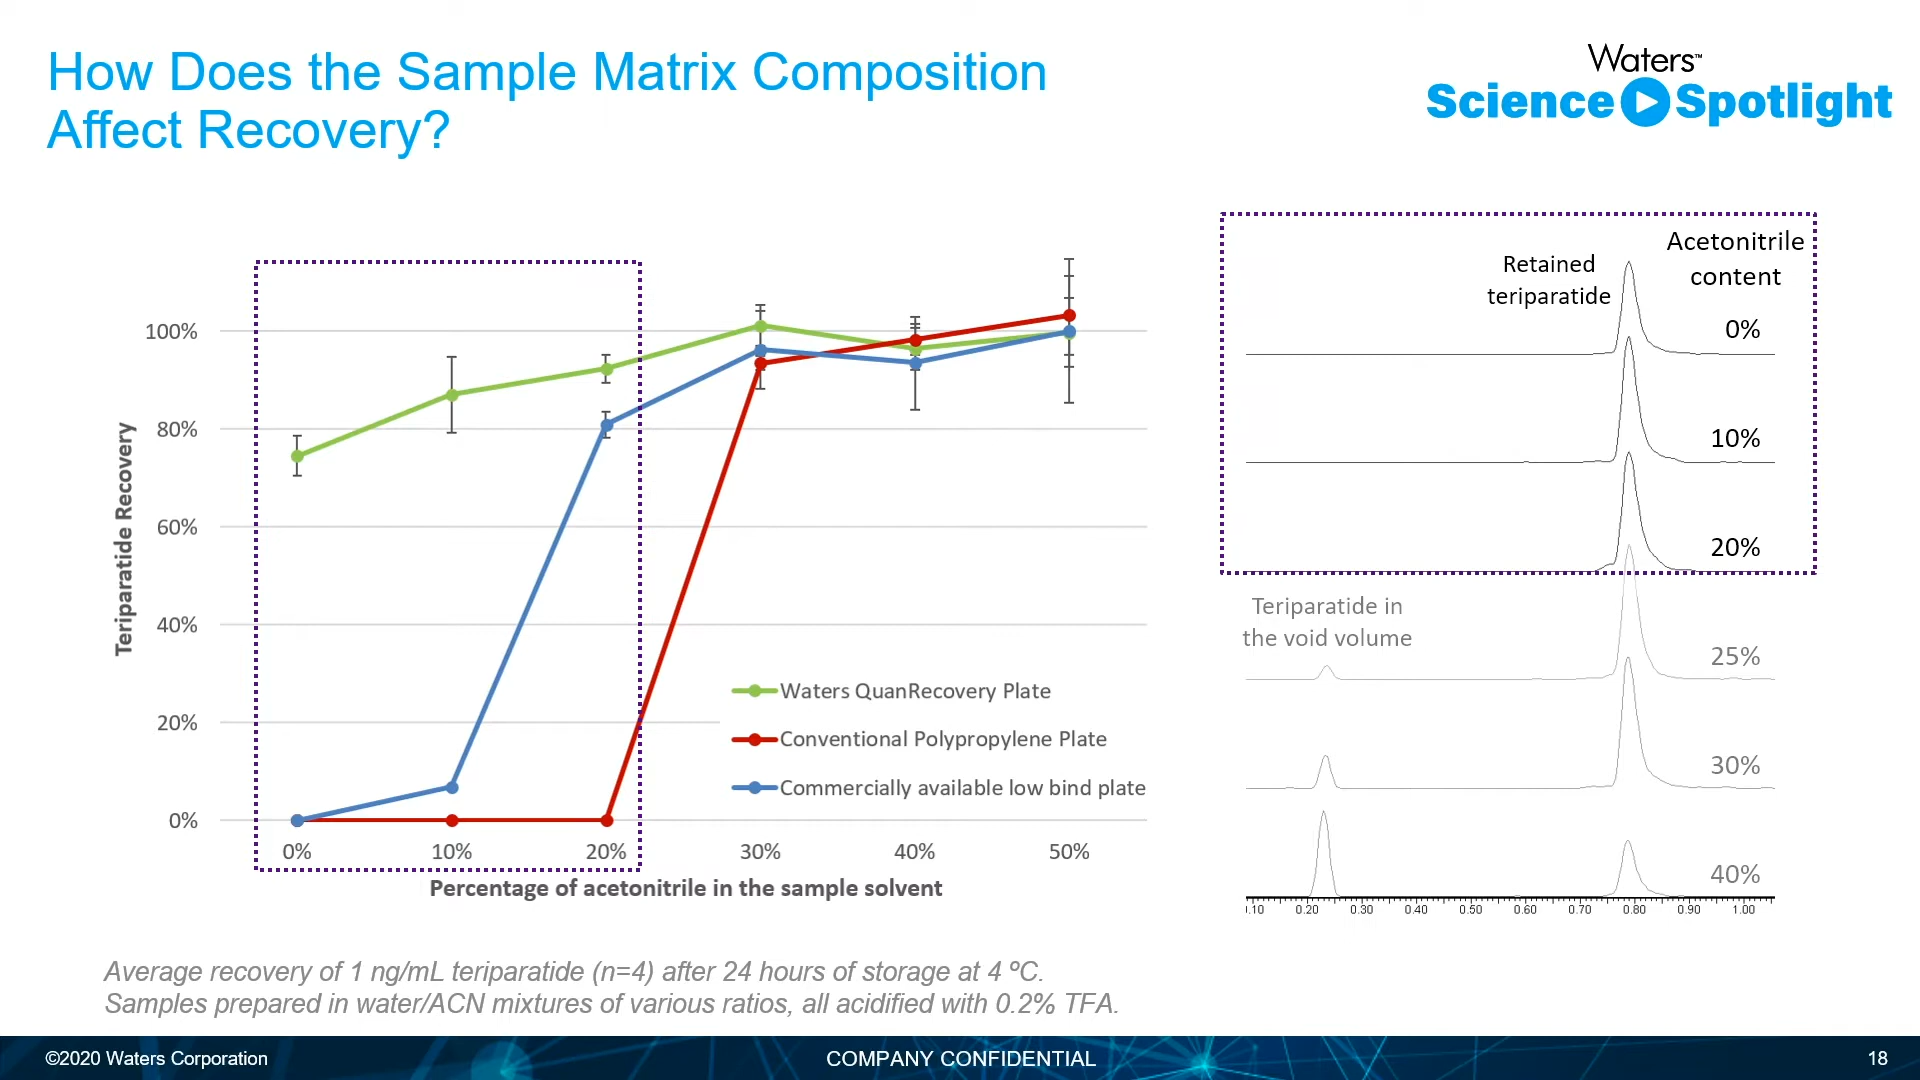 How Does the Sample Matrix Composition
Affect Recovery?
Waters™
Science Spotlight
Teriparatide Recovery
100%
80%
60%
40%
20%
0%
0%
10%
20%
30%
40%
50%
Percentage of acetonitrile in the sample solvent
Waters QuanRecovery Plate
Conventional Polypropylene Plate
Commercially available low bind plate
Retained
teriparatide
Acetonitrile
content
0%
10%
20%
Teriparatide in
the void volume
25%
30%
40%
0.20
0.30
0.40
0.50
0.60
0.70
0.80
0.90
1.00
Average recovery of 1 ng/mL teriparatide (n=4) after 24 hours of storage at 4 ºC.
Samples prepared in water/ACN mixtures of various ratios, all acidified with 0.2% TFA.
©2020 Waters Corporation
COMPANY CONFIDENTIAL
18